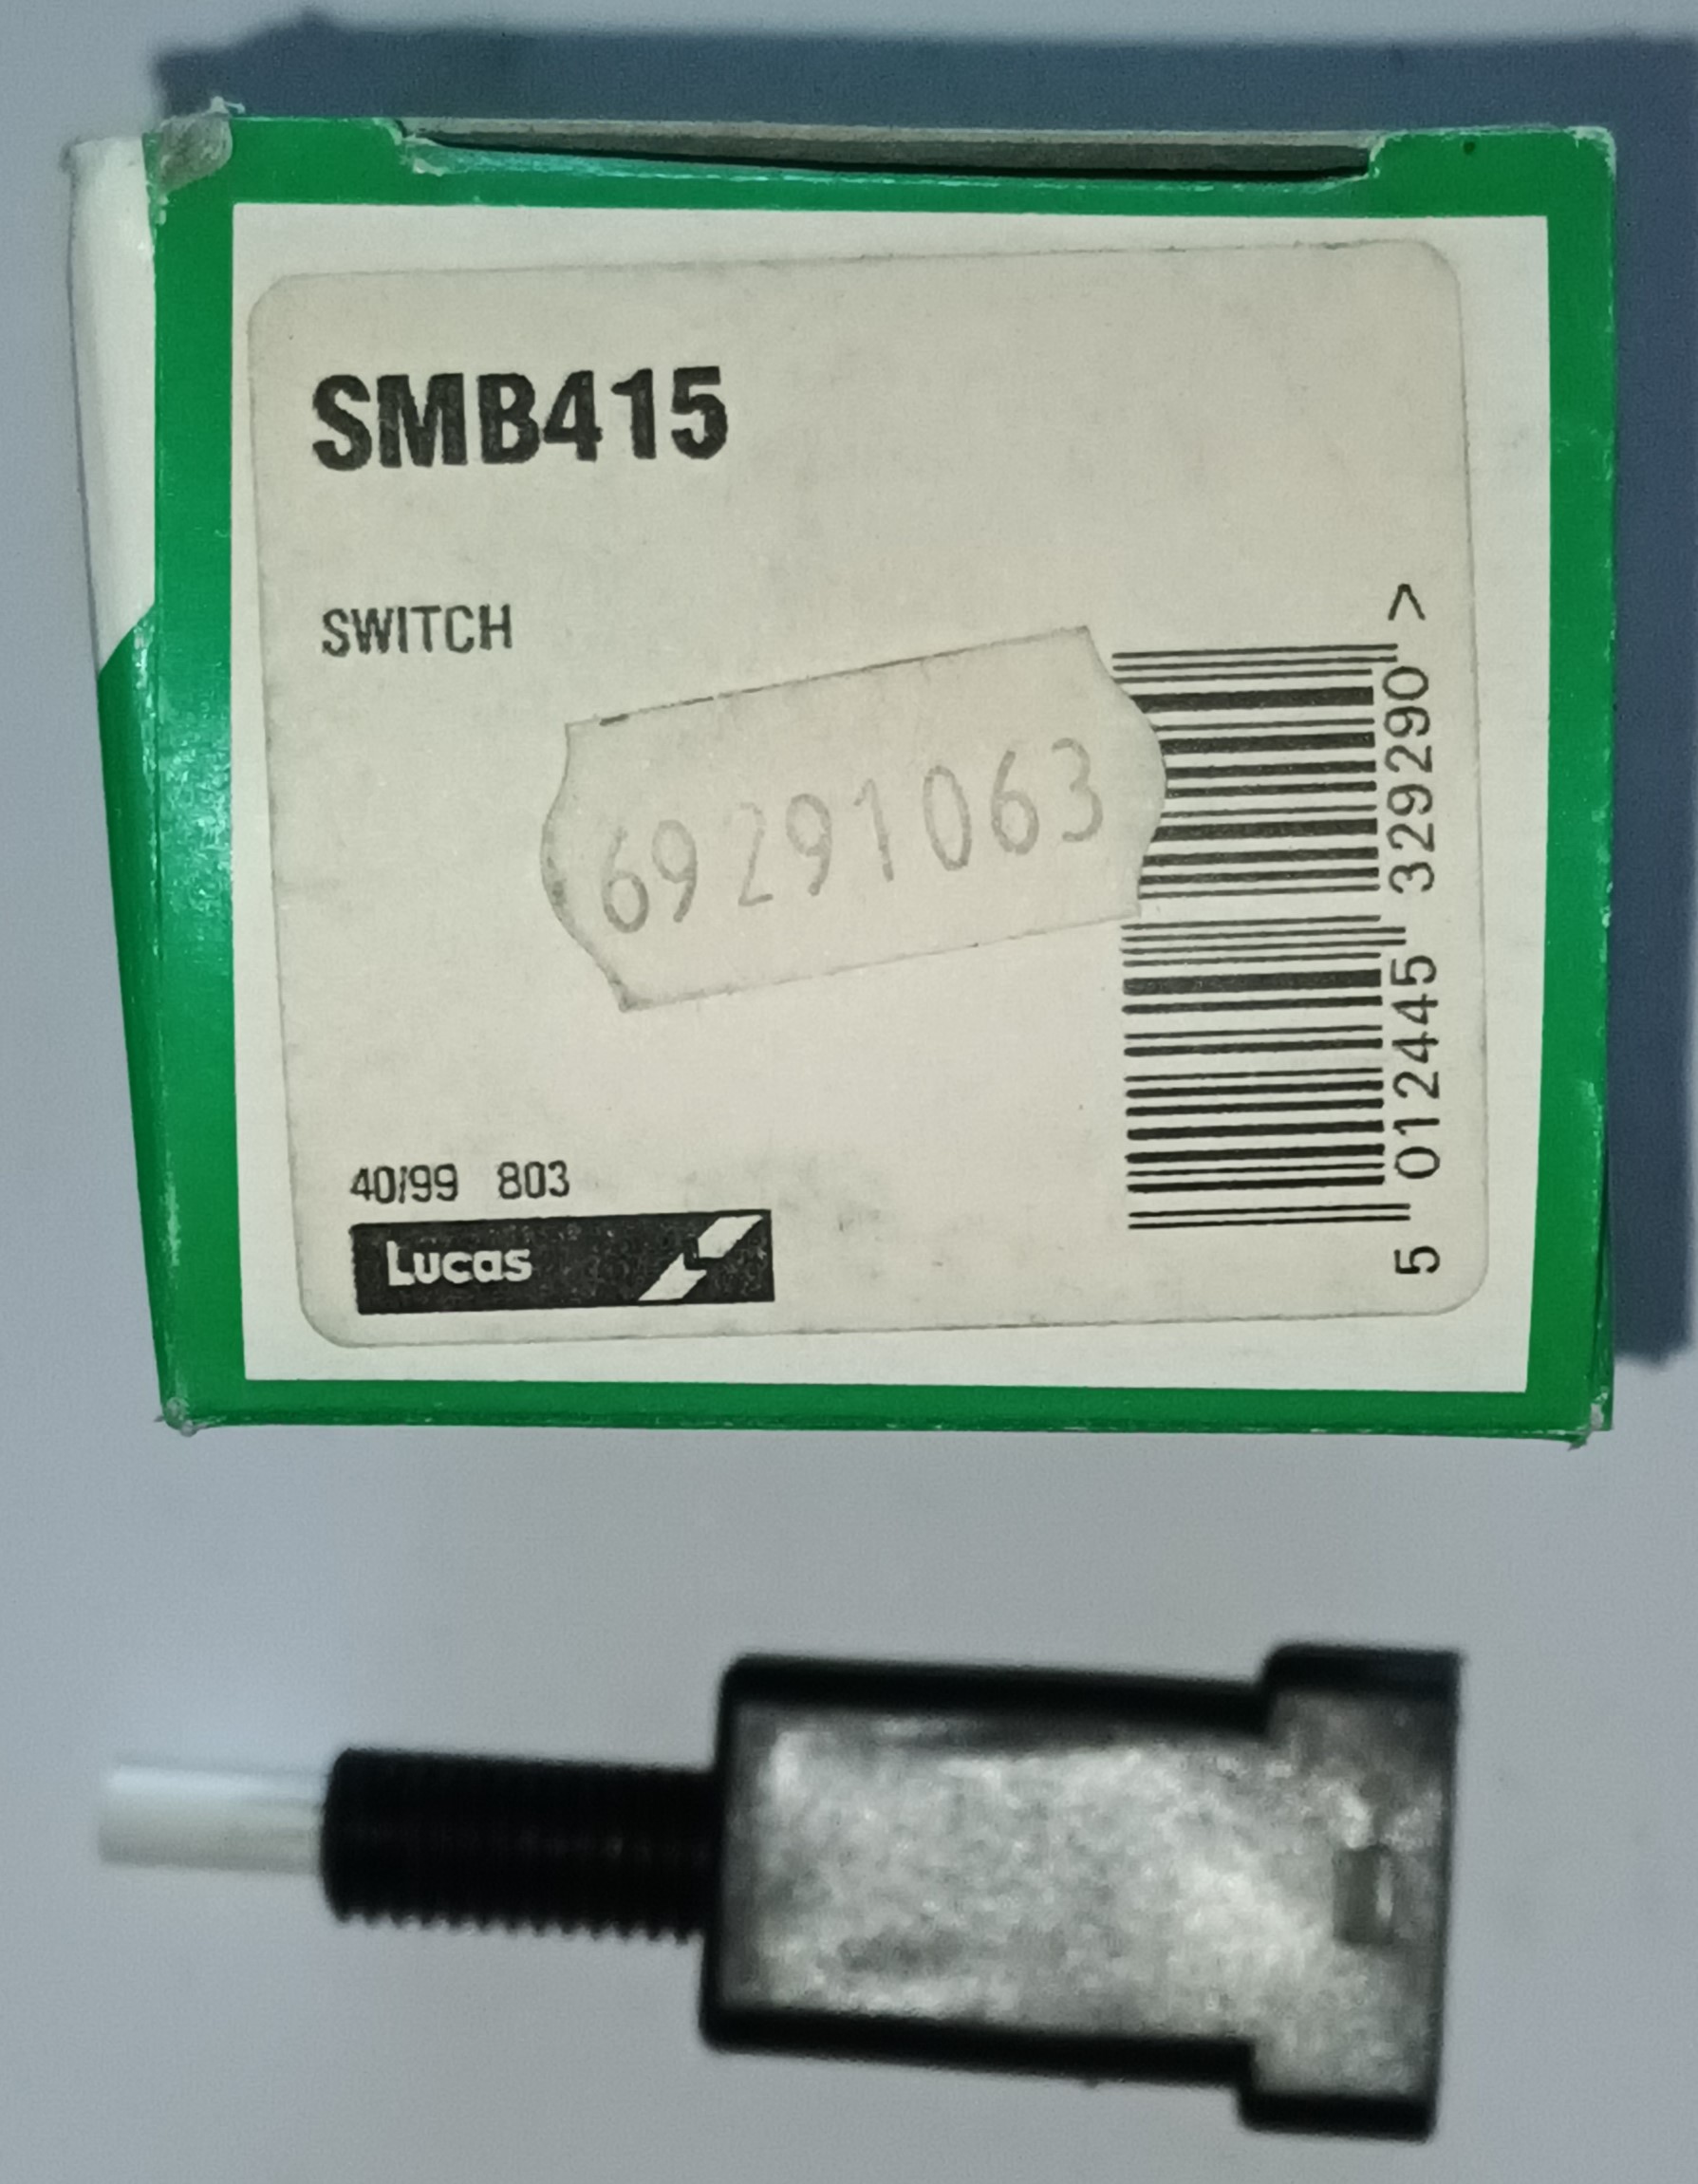 SMB415
SWITCH
69291063
40/99 803
Lucas
5 012445 329290 >